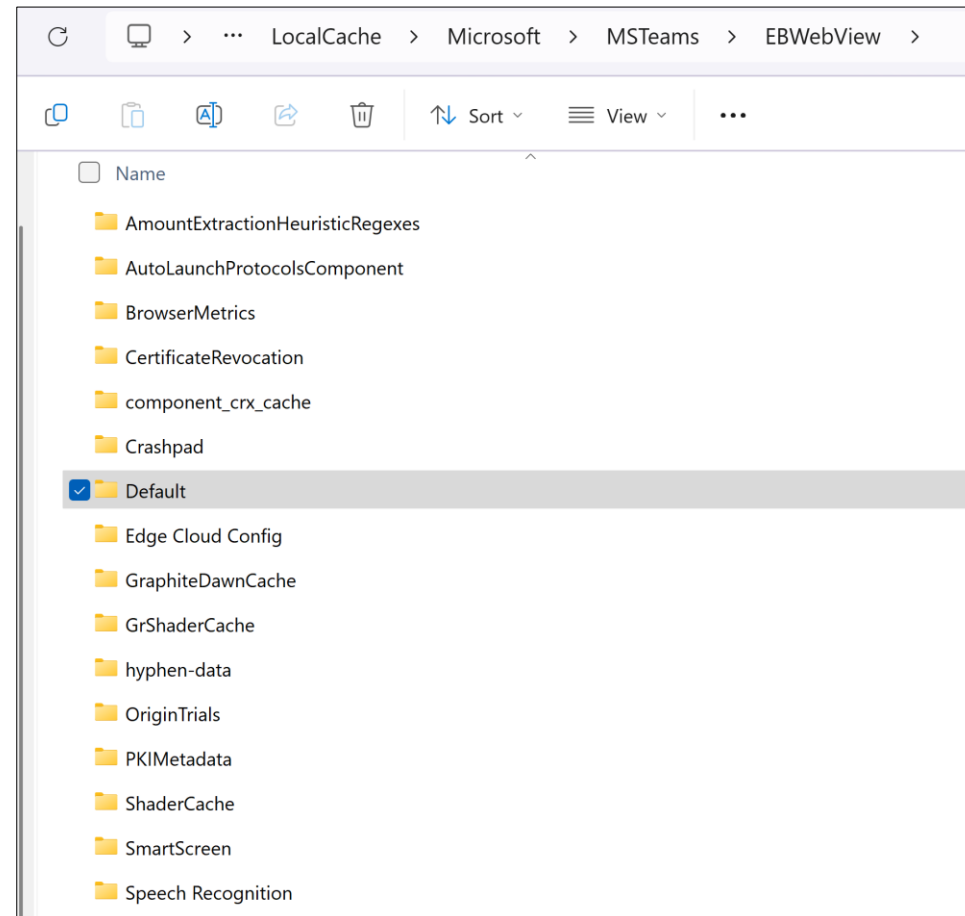 LocalCache > Microsoft > MSTeams > EBWebView >
Sort View
Name
AmountExtractionHeuristicRegexes
AutoLaunchProtocolsComponent
BrowserMetrics
CertificateRevocation
component_crx_cache
Crashpad
Default
Edge Cloud Config
GraphiteDawnCache
GrShaderCache
hyphen-data
OriginTrials
PKIMetadata
ShaderCache
SmartScreen
Speech Recognition